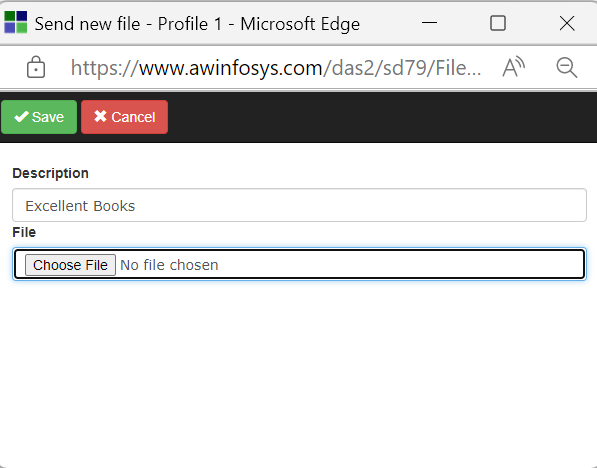 Send new file - Profile 1 - Microsoft Edge
https://www.awinfosys.com/das2/sd79/File...
Save Cancel
Description
Excellent Books
File
Choose File No file chosen